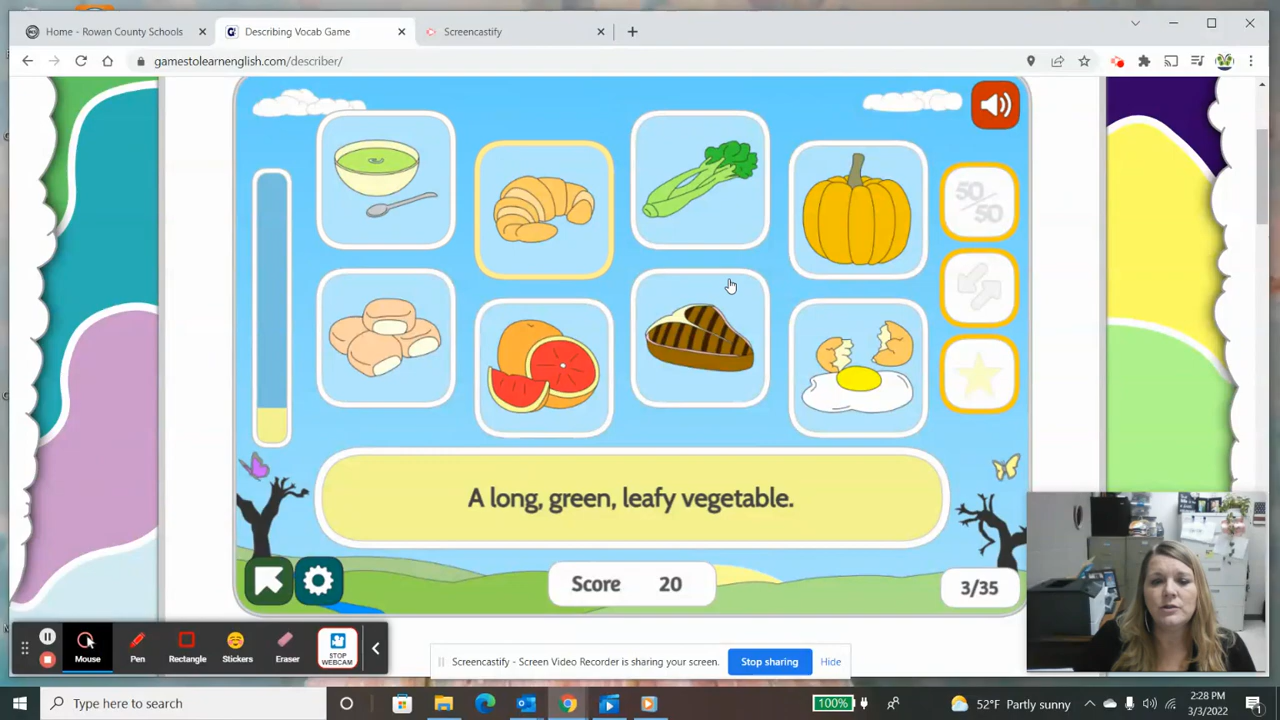 Home - Rowan County Schools
Describing Vocab Game
Screencastify
gamestolearnenglish.com/describer/
50
50
A long, green, leafy vegetable.
Score 20
3/35
Mouse
Pen
Rectangle
Stickers
Eraser
STOP
WEBCAM
Screencastify - Screen Video Recorder is sharing your screen.
Stop sharing
Hide
Type here to search
100%
52°F Partly sunny
2:28 PM
3/3/2022
1